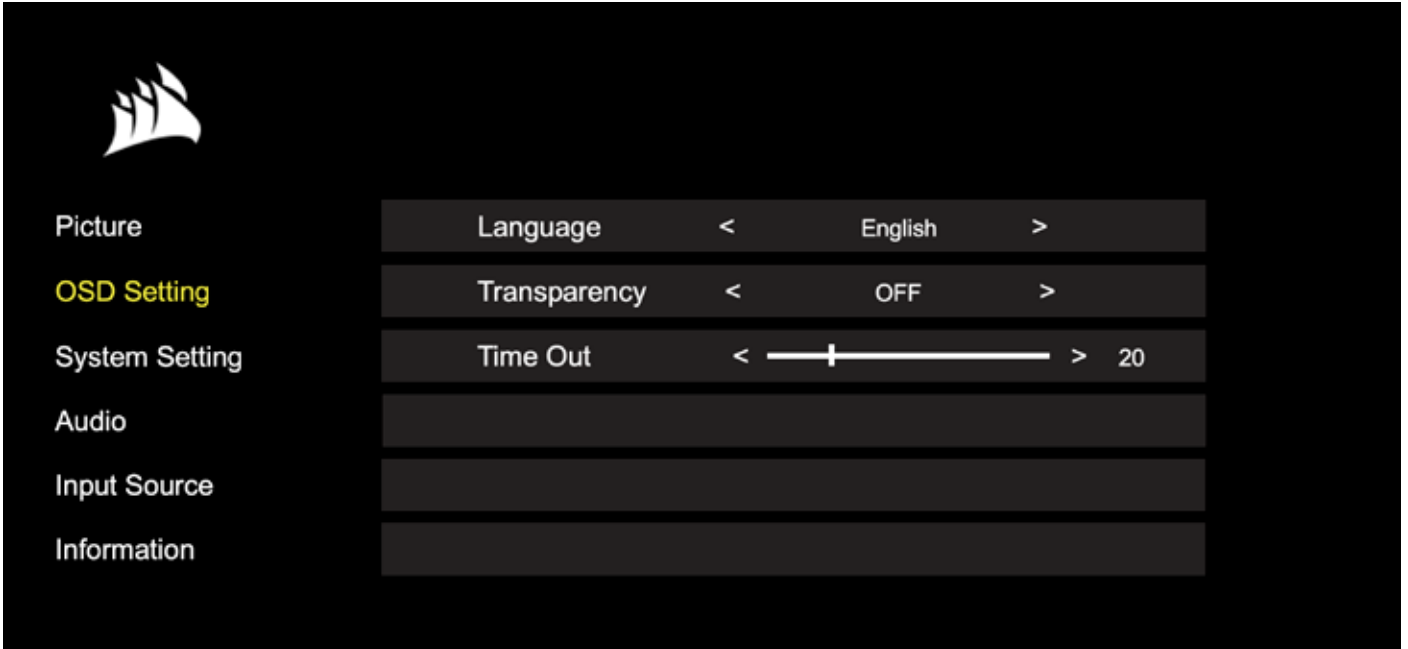 Picture Language < English >
OSD Setting Transparency < OFF >
System Setting Time Out < > 20
Audio
Input Source
Information